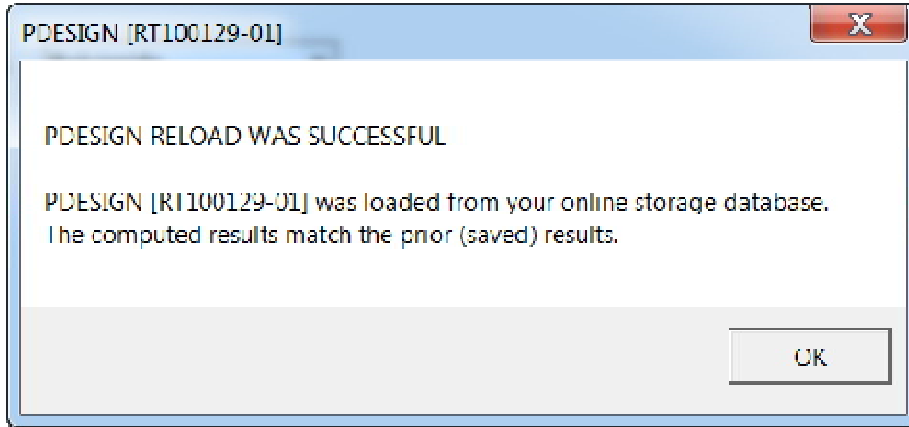 PDESIGN [RT100129-01]
X
PDESIGN RELOAD WAS SUCCESSFUL
PDESIGN [RT100129-01] was loaded from your online storage database.
The computed results match the prior (saved) results.
OK